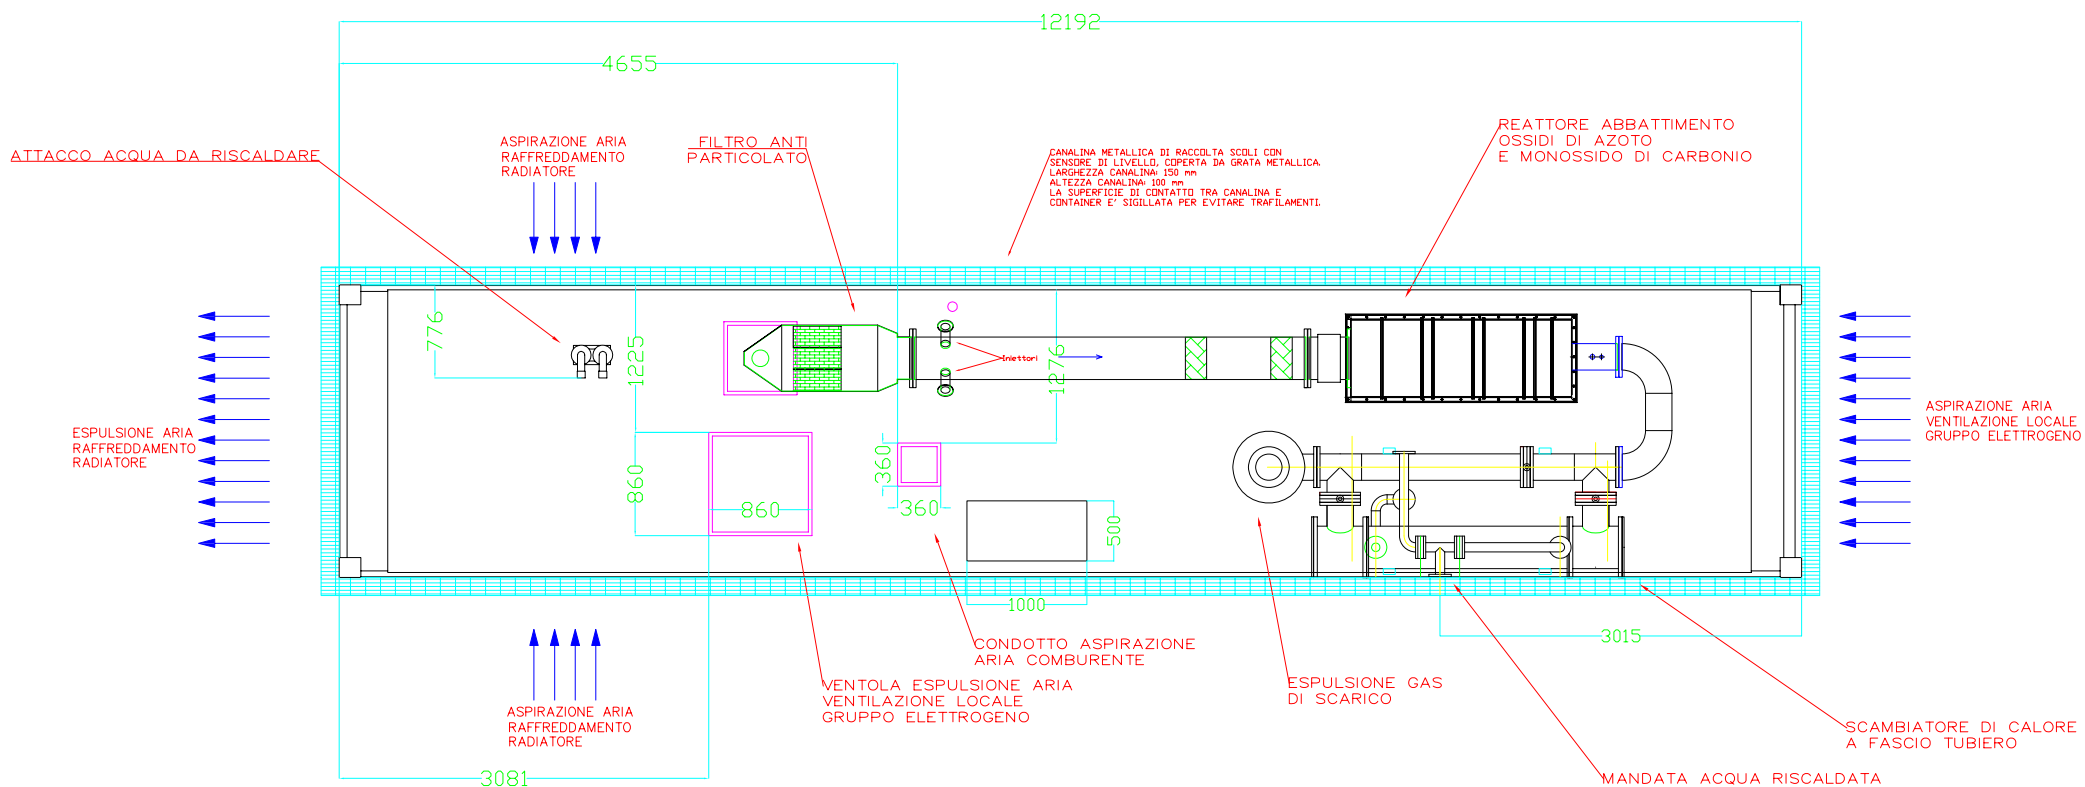 12192
4655
ATTACCO ACQUA DA RISCALDARE
ASPIRAZIONE ARIA
RAFFREDDAMENTO
RADIATORE
FILTRO ANTI
PARTICOLATO
CANALINA METALLICA DI RACCOLTA SCOLI CON
SENSORE DI LIVELLO, COPERTA DA GRATA METALLICA.
LARGHEZZA CANALINA: 150 mm
ALTEZZA CANALINA: 100 mm
LA SUPERFICIE DI CONTATTO TRA CANALINA E
CONTAINER E' SIGILLATA PER EVITARE TRAFILAMENTI.
REATTORE ABBATTIMENTO
OSSIDI DI AZOTO
E MONOSSIDO DI CARBONIO
776
1225
Iniettori
1276
ESPULSIONE ARIA
RAFFREDDAMENTO
RADIATORE
ASPIRAZIONE ARIA
VENTILAZIONE LOCALE
GRUPPO ELETTROGENO
860
860
360
360
500
1000
3015
CONDOTTO ASPIRAZIONE
ARIA COMBURENTE
VENTOLA ESPULSIONE ARIA
VENTILAZIONE LOCALE
GRUPPO ELETTROGENO
ESPULSIONE GAS
DI SCARICO
ASPIRAZIONE ARIA
RAFFREDDAMENTO
RADIATORE
SCAMBIATORE DI CALORE
A FASCIO TUBIERO
MANDATA ACQUA RISCALDATA
3081